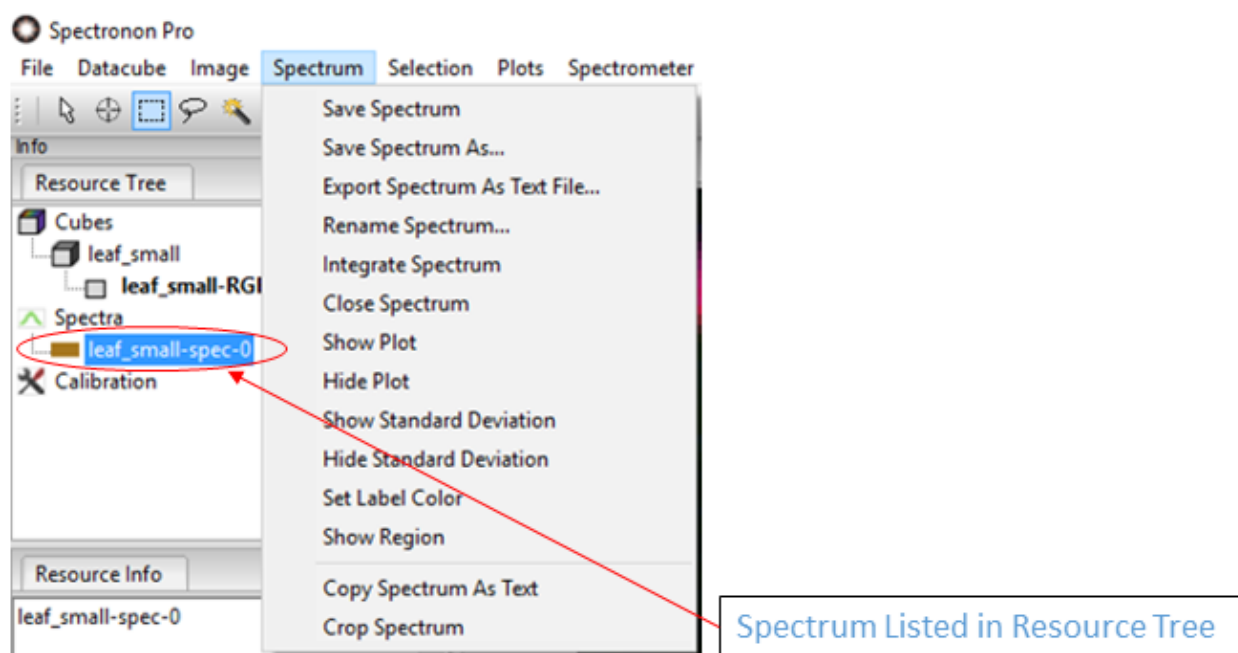 Spectronon Pro
File Datacube Image Spectrum Selection Plots Spectrometer
Info
Resource Tree
Cubes
leaf_small
leaf_small-RGI
Spectra
leaf_small-spec-0
Calibration
Resource Info
leaf_small-spec-0
Save Spectrum
Save Spectrum As...
Export Spectrum As Text File...
Rename Spectrum...
Integrate Spectrum
Close Spectrum
Show Plot
Hide Plot
Show Standard Deviation
Hide Standard Deviation
Set Label Color
Show Region
Copy Spectrum As Text
Crop Spectrum
Spectrum Listed in Resource Tree